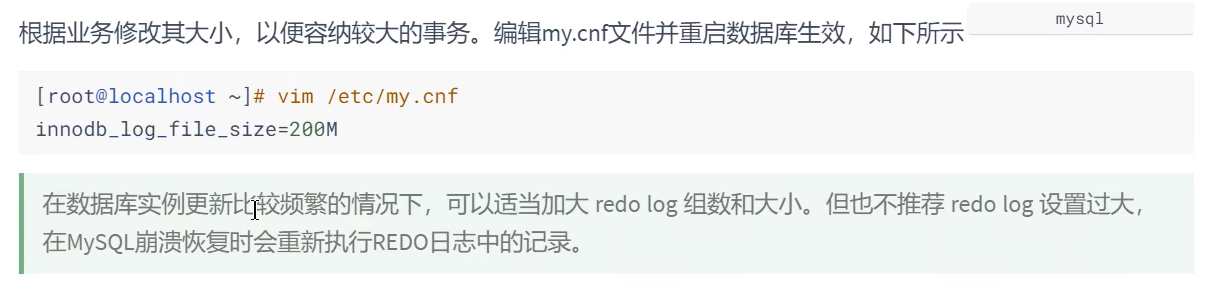 根据业务修改其大小，以便容纳较大的事务。编辑my.cnf文件并重启数据库生效，如下所示
mysql
[root@localhost ~]# vim /etc/my.cnf
innodb_log_file_size=200M
在数据库实例更新比较频繁的情况下，可以适当加大 redo log 组数和大小。但也不推荐 redo log 设置过大，
在MySQL崩溃恢复时会重新执行REDO日志中的记录。